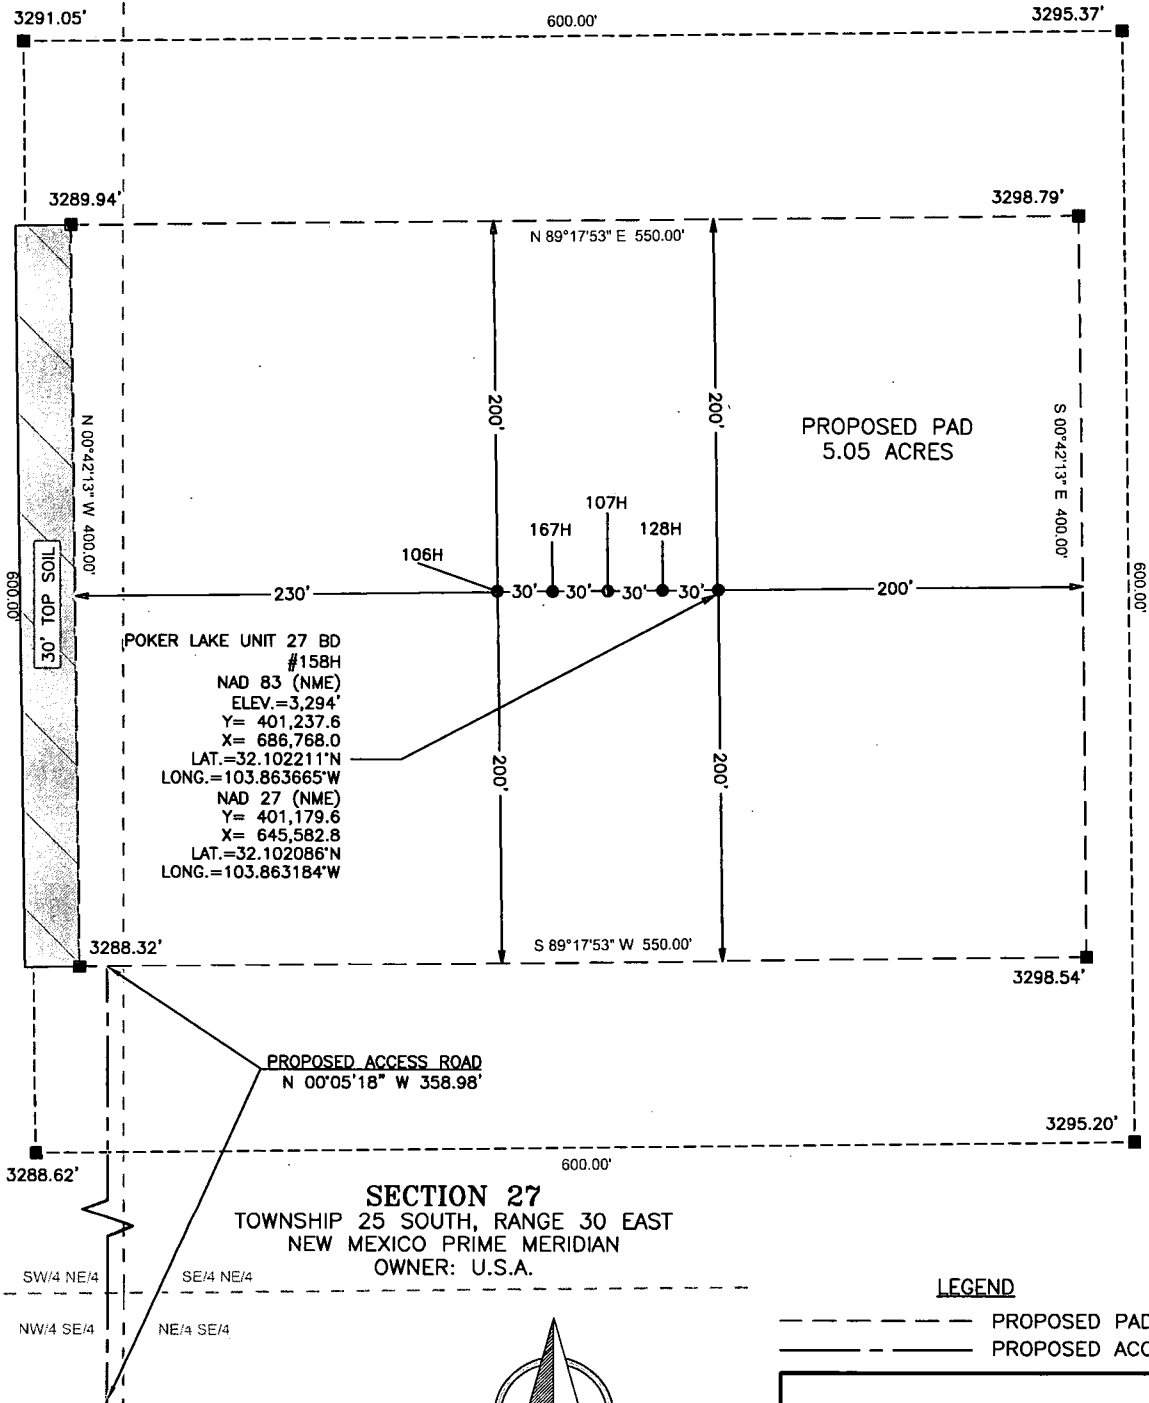 3291.05'
600.00'
3295.37'
3289.94'
3298.79'
N 89°17'53" E 550.00'
200'
200'
PROPOSED PAD
5.05 ACRES
N 00°42'13" W 400.00'
S 00°42'13" E 400.00'
30' TOP SOIL
600.00'
600.00'
106H
167H
107H
128H
230'
30'
30'
30'
30'
200'
POKER LAKE UNIT 27 BD
#158H
NAD 83 (NME)
ELEV.=3,294'
Y= 401,237.6
X= 686,768.0
LAT.=32.102211°N
LONG.=103.863665°W
NAD 27 (NME)
Y= 401,179.6
X= 645,582.8
LAT.=32.102086°N
LONG.=103.863184°W
200'
200'
3288.32'
S 89°17'53" W 550.00'
3298.54'
PROPOSED ACCESS ROAD
N 00°05'18" W 358.98'
3288.62'
600.00'
3295.20'
SECTION 27
TOWNSHIP 25 SOUTH, RANGE 30 EAST
NEW MEXICO PRIME MERIDIAN
OWNER: U.S.A.
SW/4 NE/4
SE/4 NE/4
NW/4 SE/4
NE/4 SE/4
LEGEND
PROPOSED PAD
PROPOSED ACC